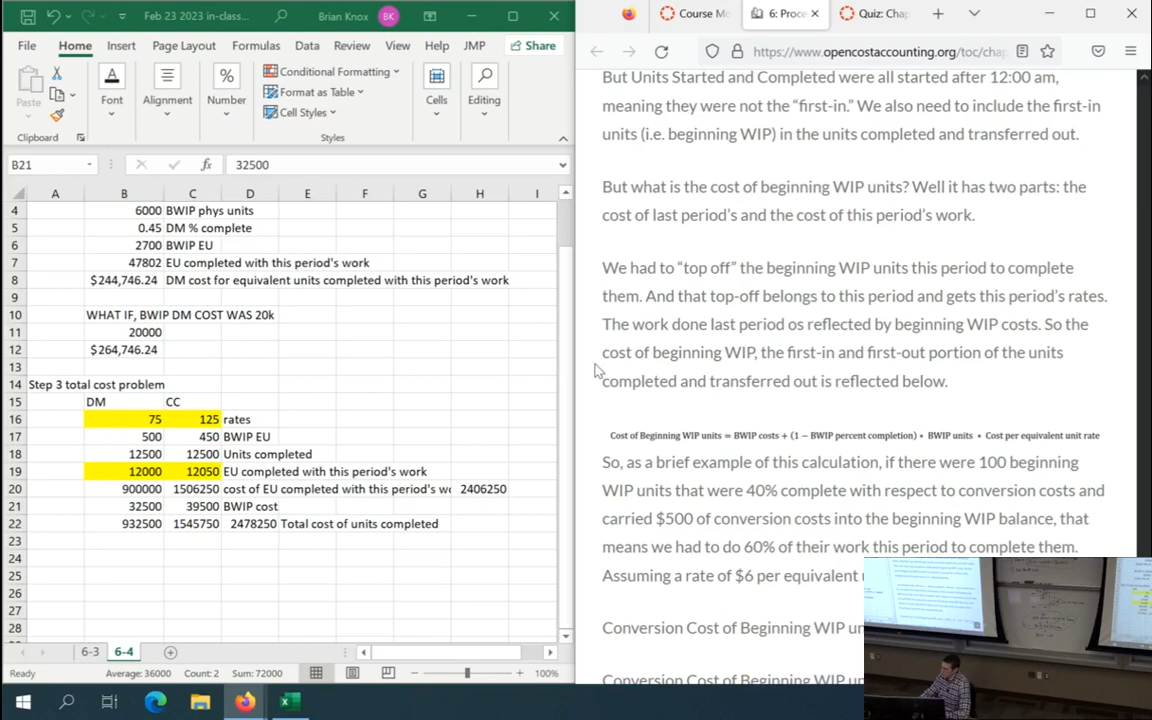 Feb 23 2023 in-class...
Brian Knox
BK
File Home Insert Page Layout Formulas Data Review View Help JMP Share
Paste
Clipboard
Font
Alignment
%
Number
Conditional Formatting
Format as Table
Cell Styles
Styles
Cells
Editing
B21
fx
32500
A B C D E F G H I
4 6000 BWIP phys units
5 0.45 DM % complete
6 2700 BWIP EU
7 47802 EU completed with this period's work
8 $244,746.24 DM cost for equivalent units completed with this period's work
9
10 WHAT IF, BWIP DM COST WAS 20k
11 20000
12 $264,746.24
13
14 Step 3 total cost problem
15 DM CC
16 75 125 rates
17 500 450 BWIP EU
18 12500 12500 Units completed
19 12000 12050 EU completed with this period's work
20 900000 1506250 cost of EU completed with this period's wo 2406250
21 32500 39500 BWIP cost
22 932500 1545750 2478250 Total cost of units completed
23
24
25
26
27
28
6-3 6-4
Ready Average: 36000 Count: 2 Sum: 72000 100%
Course Mo
6: Proce
Quiz: Chap
https://www.opencostaccounting.org/toc/chap
But Units Started and Completed were all started after 12:00 am,
meaning they were not the “first-in.” We also need to include the first-in
units (i.e. beginning WIP) in the units completed and transferred out.
But what is the cost of beginning WIP units? Well it has two parts: the
cost of last period’s and the cost of this period’s work.
We had to “top off” the beginning WIP units this period to complete
them. And that top-off belongs to this period and gets this period’s rates.
The work done last period os reflected by beginning WIP costs. So the
cost of beginning WIP, the first-in and first-out portion of the units
completed and transferred out is reflected below.
Cost of Beginning WIP units = BWIP costs + (1 − BWIP percent completion) • BWIP units • Cost per equivalent unit rate
So, as a brief example of this calculation, if there were 100 beginning
WIP units that were 40% complete with respect to conversion costs and
carried $500 of conversion costs into the beginning WIP balance, that
means we had to do 60% of their work this period to complete them.
Assuming a rate of $6 per equivalent
Conversion Cost of Beginning WIP
Conversion Cost of Beginning WIP